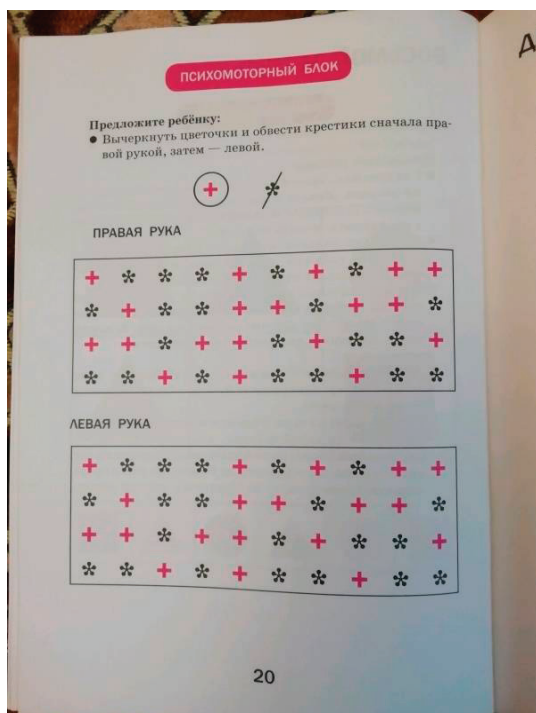 ПСИХОМОТОРНЫЙ БЛОК
Предложите ребёнку:
● Вычеркнуть цветочки и обвести крестики сначала пра-
вой рукой, затем — левой.
ПРАВАЯ РУКА
+ * * * + * + * + +
* + * * + + * + + *
+ + * + + * + * * +
* * + * + * * + * *
ЛЕВАЯ РУКА
+ * * * + * + * + +
* + * * + + * + + *
+ + * + + * + * * +
* * + * + * * + * *
20
Д